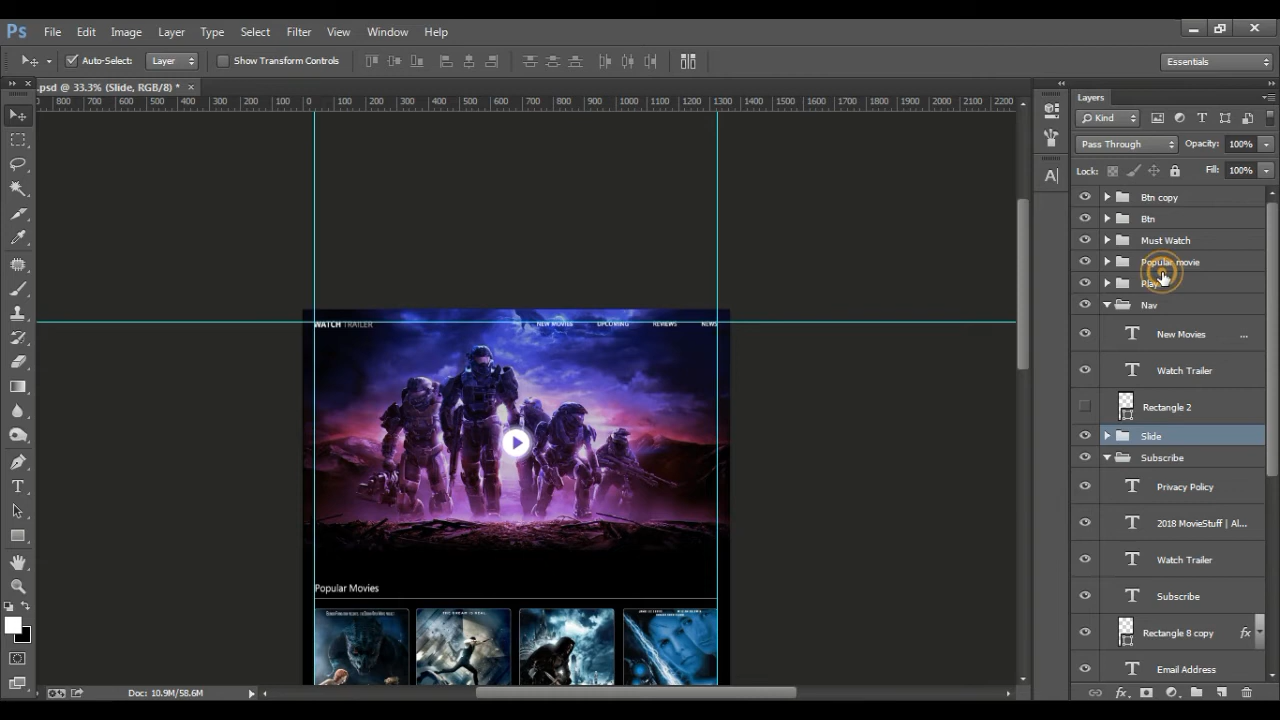 Ps File Edit Image Layer Type Select Filter View Window Help
Auto-Select: Layer Show Transform Controls Essentials
.psd @ 33.3% (Slide, RGB/8) * ×
800 700 600 500 400 300 200 100 0 100 200 300 400 500 600 700 800 900 1000 1100 1200 1300 1400 1500 1600 1700 1800 1900 2000 2100 2200
Layers
Kind
Pass Through Opacity: 100%
Lock: Fill: 100%
Btn copy
Btn
Must Watch
Popular movie
Play
Nav
New Movies ...
Watch Trailer
Rectangle 2
Slide
Subscribe
Privacy Policy
2018 MovieStuff | Al...
Watch Trailer
Subscribe
Rectangle 8 copy fx
Email Address
WATCH TRAILER NEW MOVIES UPCOMING REVIEWS NEWS
Popular Movies
33.3% Doc: 10.9M/58.6M